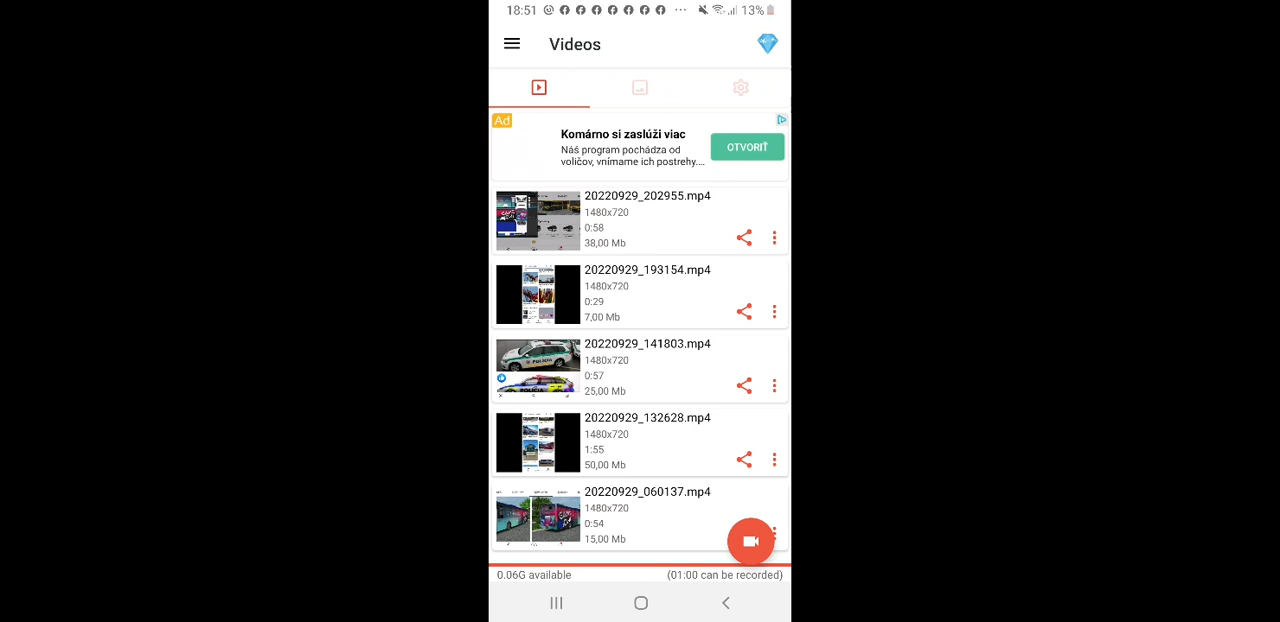 18:51 13%
Videos
Ad
Komárno si zaslúži viac
Náš program pochádza od
voličov, vnímame ich postrehy....
OTVORIŤ
20220929_202955.mp4
1480x720
0:58
38,00 Mb
20220929_193154.mp4
1480x720
0:29
7,00 Mb
20220929_141803.mp4
1480x720
0:57
25,00 Mb
POLÍCIA
20220929_132628.mp4
1480x720
1:55
50,00 Mb
20220929_060137.mp4
1480x720
0:54
15,00 Mb
0.06G available
(01:00 can be recorded)